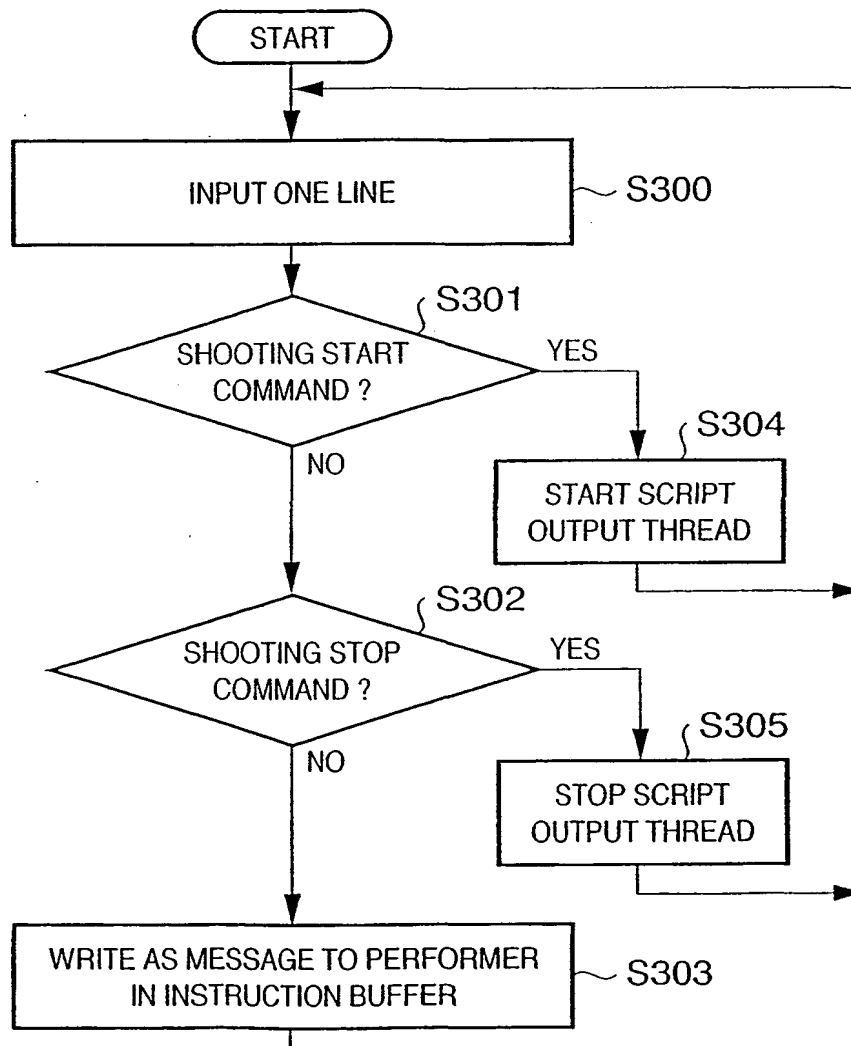 START
INPUT ONE LINE
S300
S301
SHOOTING START
COMMAND ?
YES
NO
S304
START SCRIPT
OUTPUT THREAD
S302
SHOOTING STOP
COMMAND ?
YES
NO
S305
STOP SCRIPT
OUTPUT THREAD
WRITE AS MESSAGE TO PERFORMER
IN INSTRUCTION BUFFER
S303